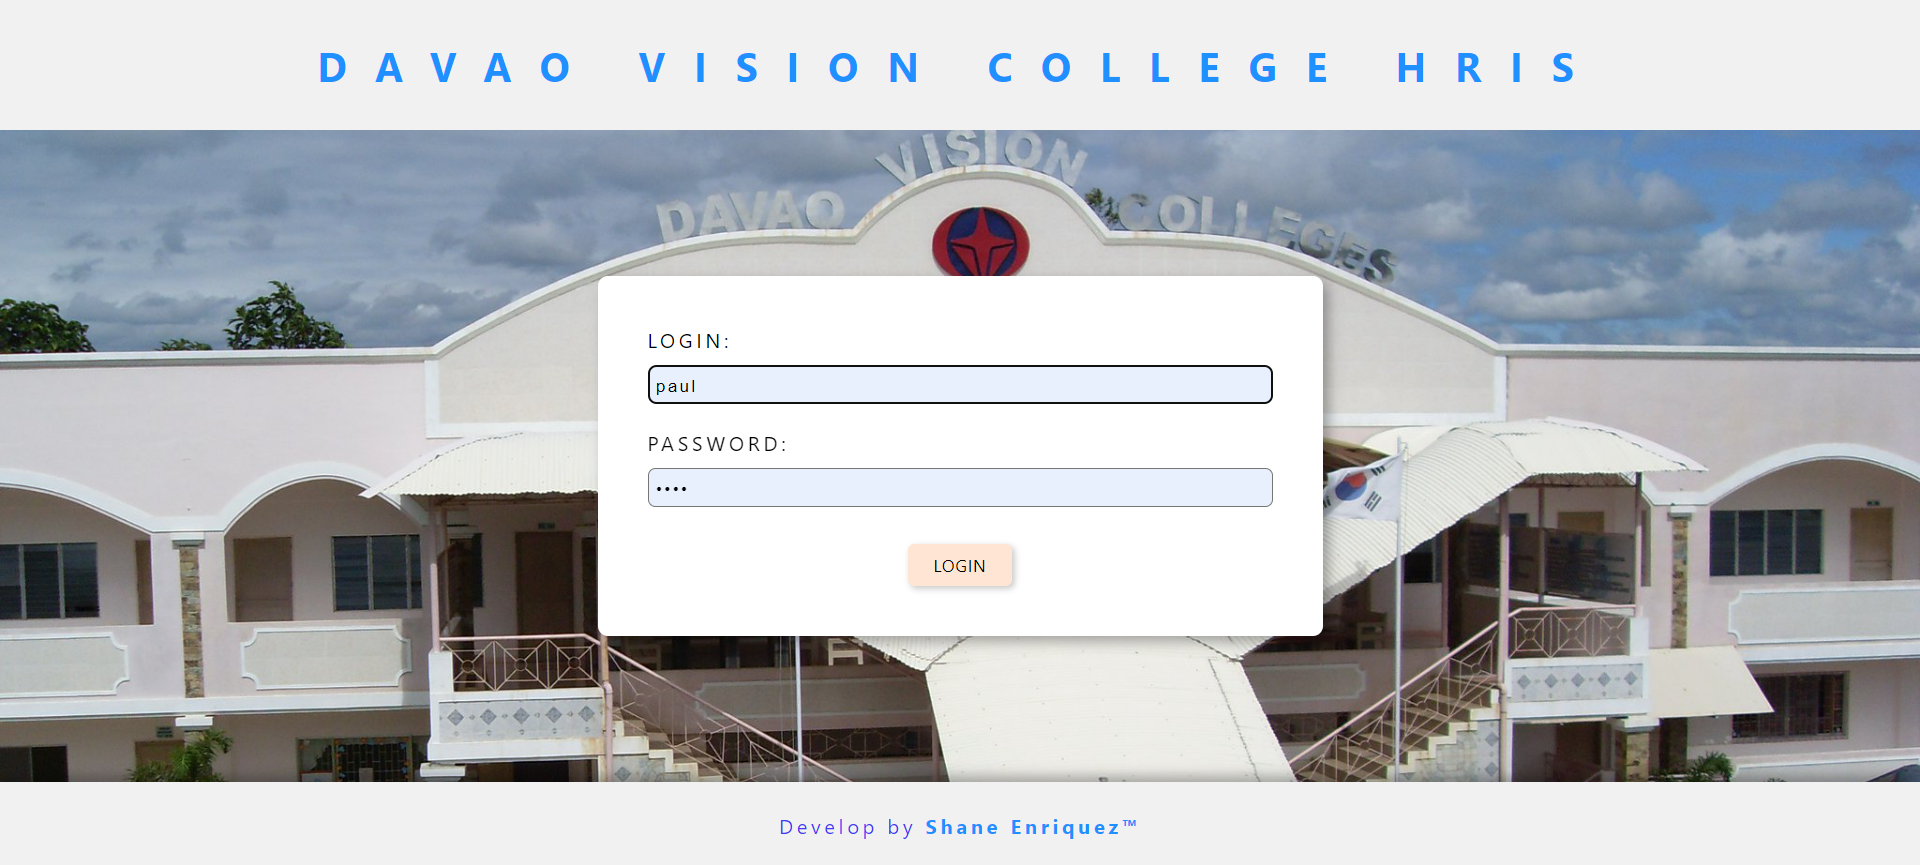 DAVAO VISION COLLEGE HRIS
VISION
DAVAO COLLEGES
LOGIN:
paul
PASSWORD:
••••
LOGIN
Develop by Shane Enriquez™